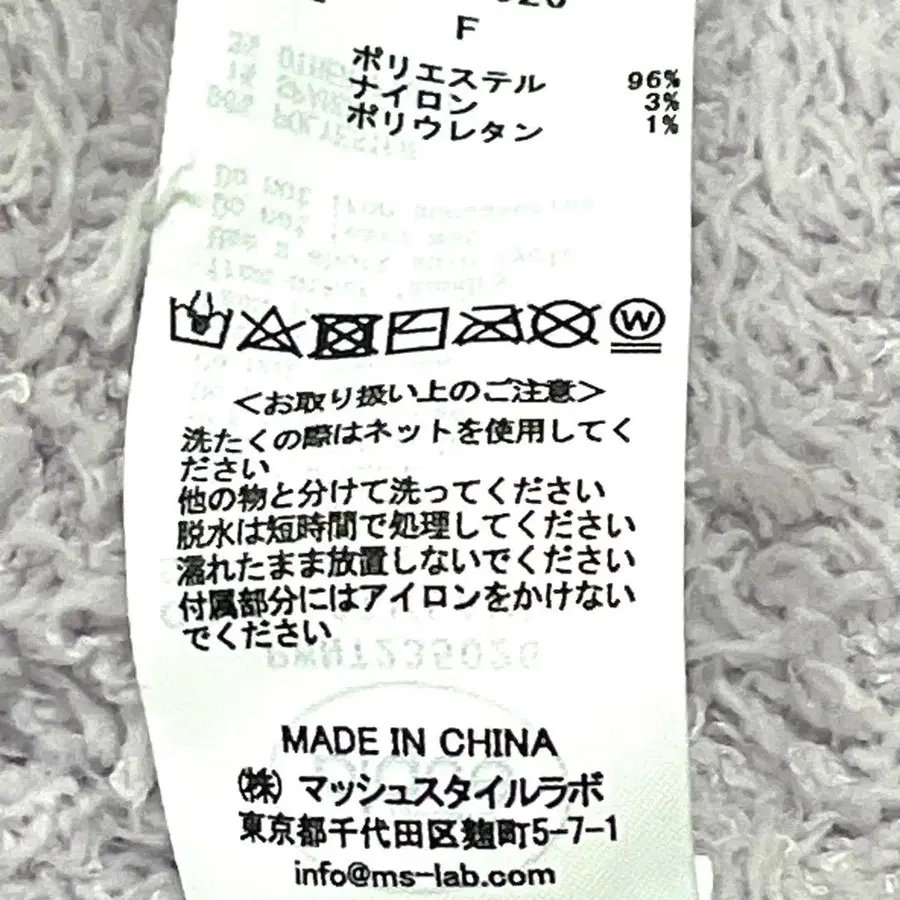 F
ポリエステル 96%
ナイロン 3%
ポリウレタン 1%
W
＜お取り扱い上のご注意＞
洗たくの際はネットを使用してく
ださい
他の物と分けて洗ってください
脱水は短時間で処理してください
濡れたまま放置しないでください
付属部分にはアイロンをかけない
でください
MADE IN CHINA
(株) マッシュスタイルラボ
東京都千代田区麹町5-7-1
info@ms-lab.com